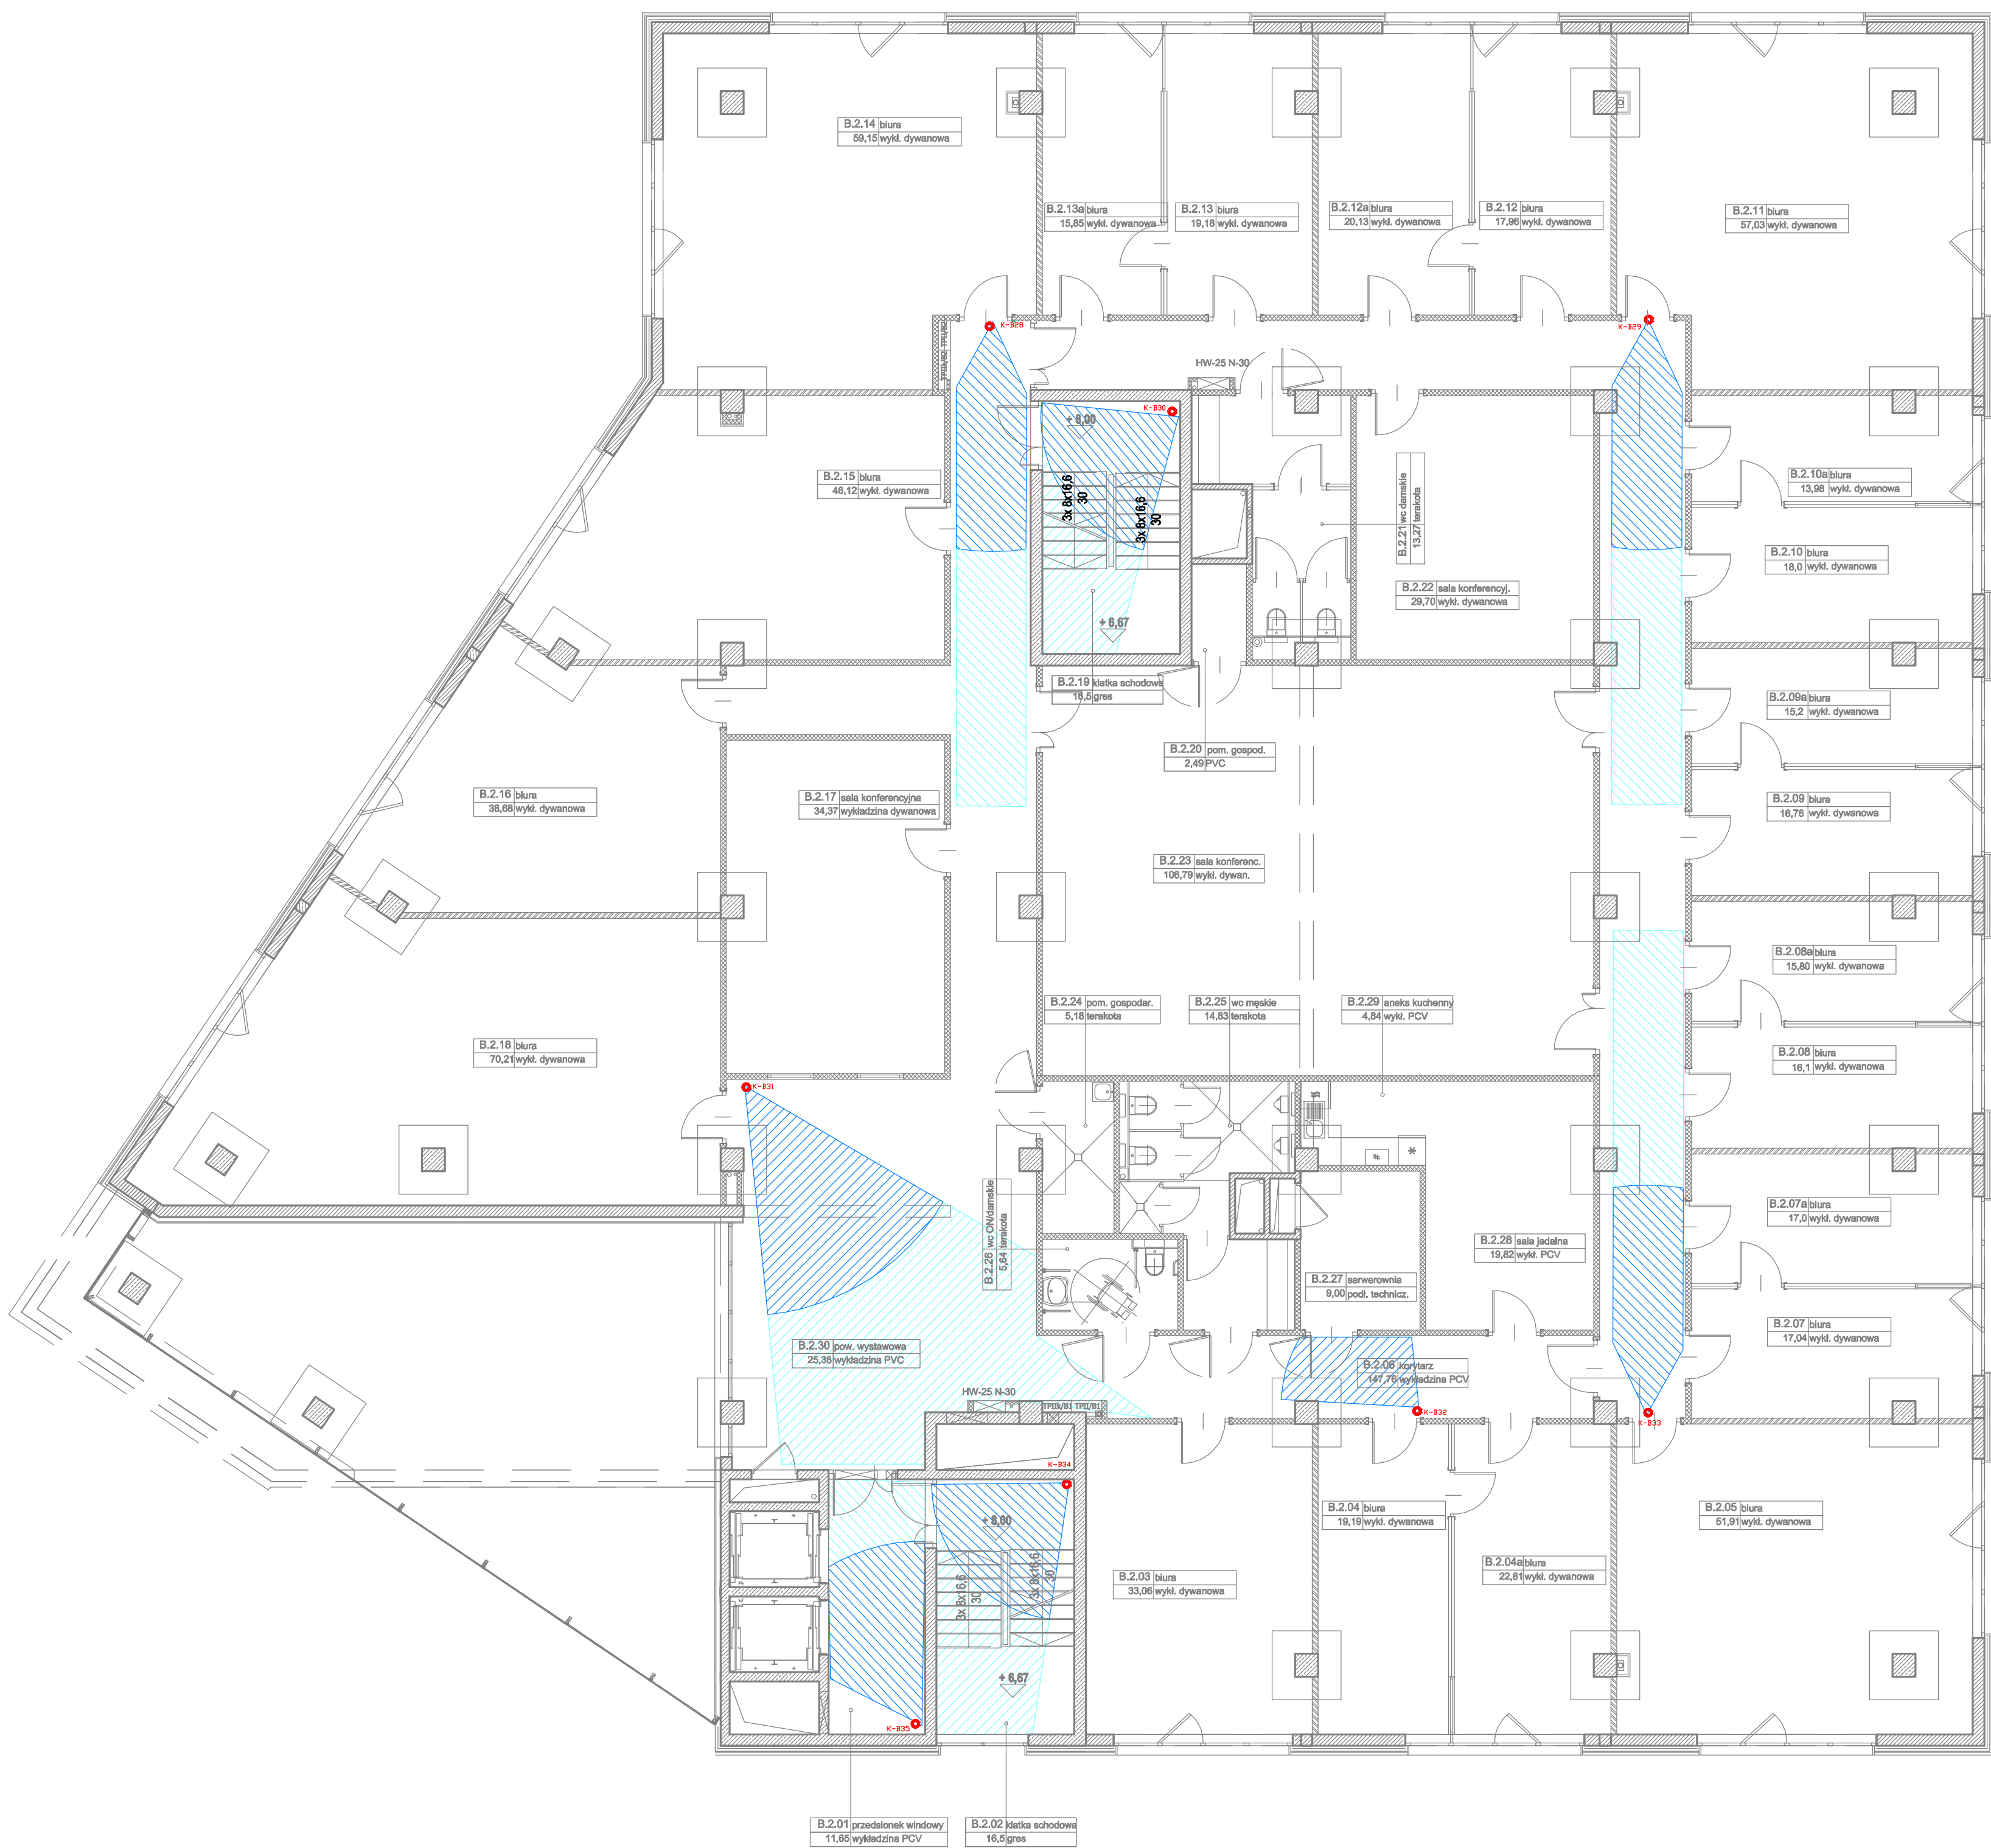 B.2.14 biura
59,15 wykł. dywanowa
B.2.13a biura
15,85 wykł. dywanowa
B.2.13 biura
19,18 wykł. dywanowa
B.2.12a biura
20,13 wykł. dywanowa
B.2.12 biura
17,96 wykł. dywanowa
B.2.11 biura
57,03 wykł. dywanowa
TPIIk/B2 TPII/B2
K-B28
K-B29
HW-25 N-30
K-B30
+ 8,00
3x 8x16,6
30
3x 8x16,6
30
+ 6,67
B.2.15 biura
46,12 wykł. dywanowa
B.2.21 wc damskie
13,27 terakota
B.2.10a biura
13,98 wykł. dywanowa
B.2.10 biura
18,0 wykł. dywanowa
B.2.22 sala konferencyj.
29,70 wykł. dywanowa
B.2.19 klatka schodowa
16,5 gres
B.2.09a biura
15,2 wykł. dywanowa
B.2.20 pom. gospod.
2,49 PVC
B.2.16 biura
38,68 wykł. dywanowa
B.2.17 sala konferencyjna
34,37 wykładzina dywanowa
B.2.09 biura
16,76 wykł. dywanowa
B.2.23 sala konferenc.
106,79 wykł. dywan.
B.2.08a biura
15,80 wykł. dywanowa
B.2.24 pom. gospodar.
5,18 terakota
B.2.25 wc męskie
14,83 terakota
B.2.29 aneks kuchenny
4,84 wykł. PCV
B.2.18 biura
70,21 wykł. dywanowa
B.2.08 biura
16,1 wykł. dywanowa
K-B31
B.2.07a biura
17,0 wykł. dywanowa
B.2.26 wc ON/damskie
5,64 terakota
B.2.28 sala jadalna
19,82 wykł. PCV
B.2.27 serwerownia
9,00 podł. technicz.
B.2.07 biura
17,04 wykł. dywanowa
B.2.30 pow. wystawowa
25,38 wykładzina PVC
B.2.06 korytarz
147,76 wykładzina PCV
HW-25 N-30
TPIIk/B1 TPII/B1
K-B32
K-B33
K-B34
+ 8,00
3x 8x16,6
30
3x 8x16,6
30
+ 6,67
B.2.04 biura
19,19 wykł. dywanowa
B.2.05 biura
51,91 wykł. dywanowa
B.2.03 biura
33,06 wykł. dywanowa
B.2.04a biura
22,81 wykł. dywanowa
K-B35
B.2.01 przedsionek windowy
11,65 wykładzina PCV
B.2.02 klatka schodowa
16,5 gres